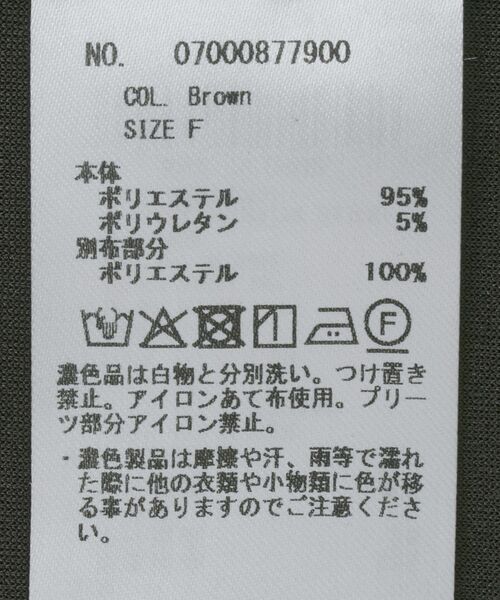 NO. 07000877900
COL. Brown
SIZE F
本体
ポリエステル 95%
ポリウレタン 5%
別布部分
ポリエステル 100%
F
濃色品は白物と分別洗い。つけ置き
禁止。アイロンあて布使用。プリー
ツ部分アイロン禁止。
・濃色製品は摩擦や汗、雨等で濡れ
た際に他の衣類や小物類に色が移
る事がありますのでご注意くださ
い。